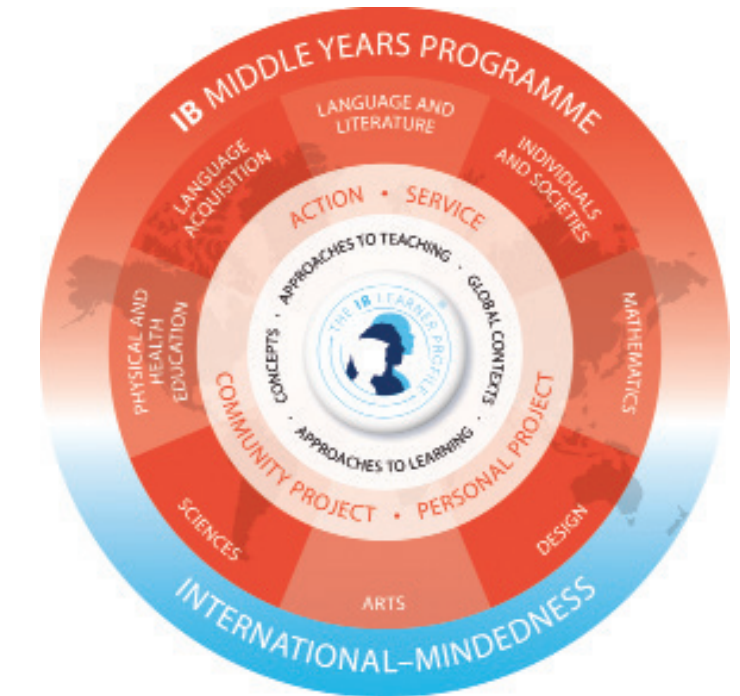 IB MIDDLE YEARS PROGRAMME
LANGUAGE AND
LITERATURE
INDIVIDUALS
AND SOCIETIES
MATHEMATICS
DESIGN
ARTS
SCIENCES
PHYSICAL AND
HEALTH
EDUCATION
LANGUAGE
ACQUISITION
ACTION • SERVICE
PERSONAL PROJECT
COMMUNITY PROJECT •
APPROACHES TO TEACHING ·
GLOBAL CONTEXTS ·
APPROACHES TO LEARNING ·
CONCEPTS ·
THE IB LEARNER PROFILE
®
INTERNATIONAL–MINDEDNESS